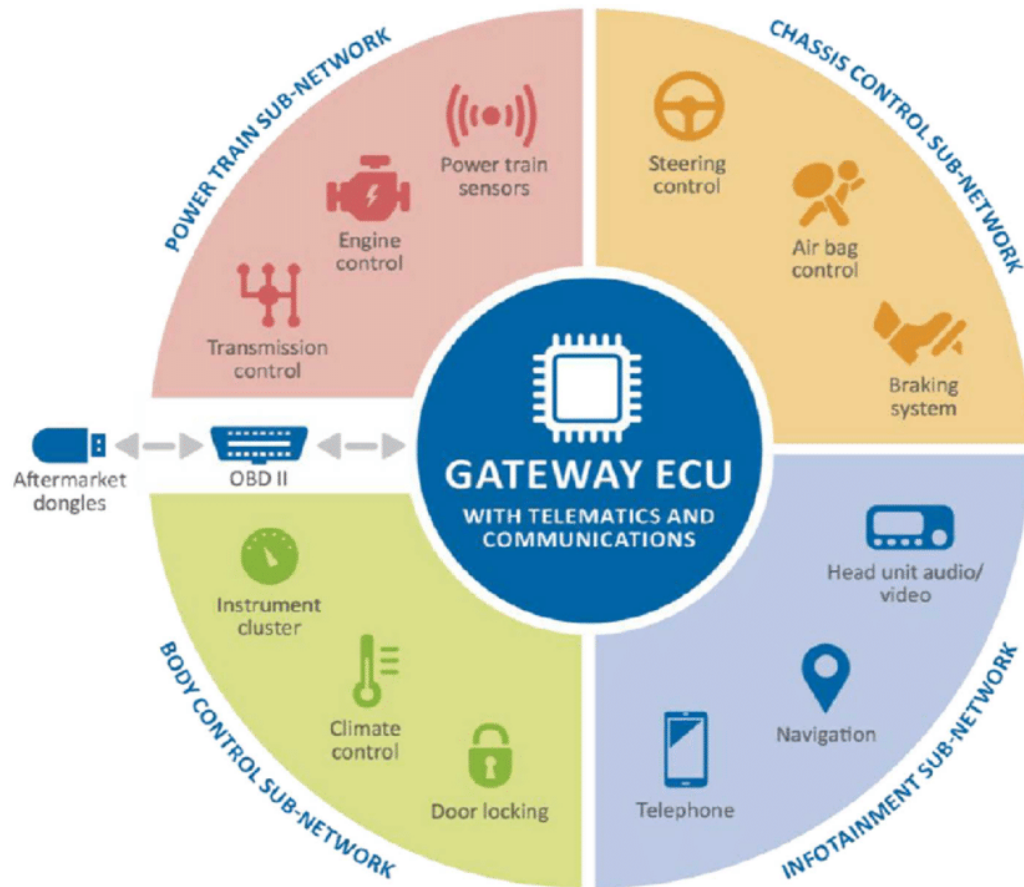 POWER TRAIN SUB-NETWORK
Power train
sensors
Engine
control
Transmission
control
CHASSIS CONTROL SUB-NETWORK
Steering
control
Air bag
control
Braking
system
Aftermarket
dongles
OBD II
GATEWAY ECU
WITH TELEMATICS AND
COMMUNICATIONS
BODY CONTROL SUB-NETWORK
Instrument
cluster
Climate
control
Door locking
INFOTAINMENT SUB-NETWORK
Head unit audio/
video
Navigation
Telephone